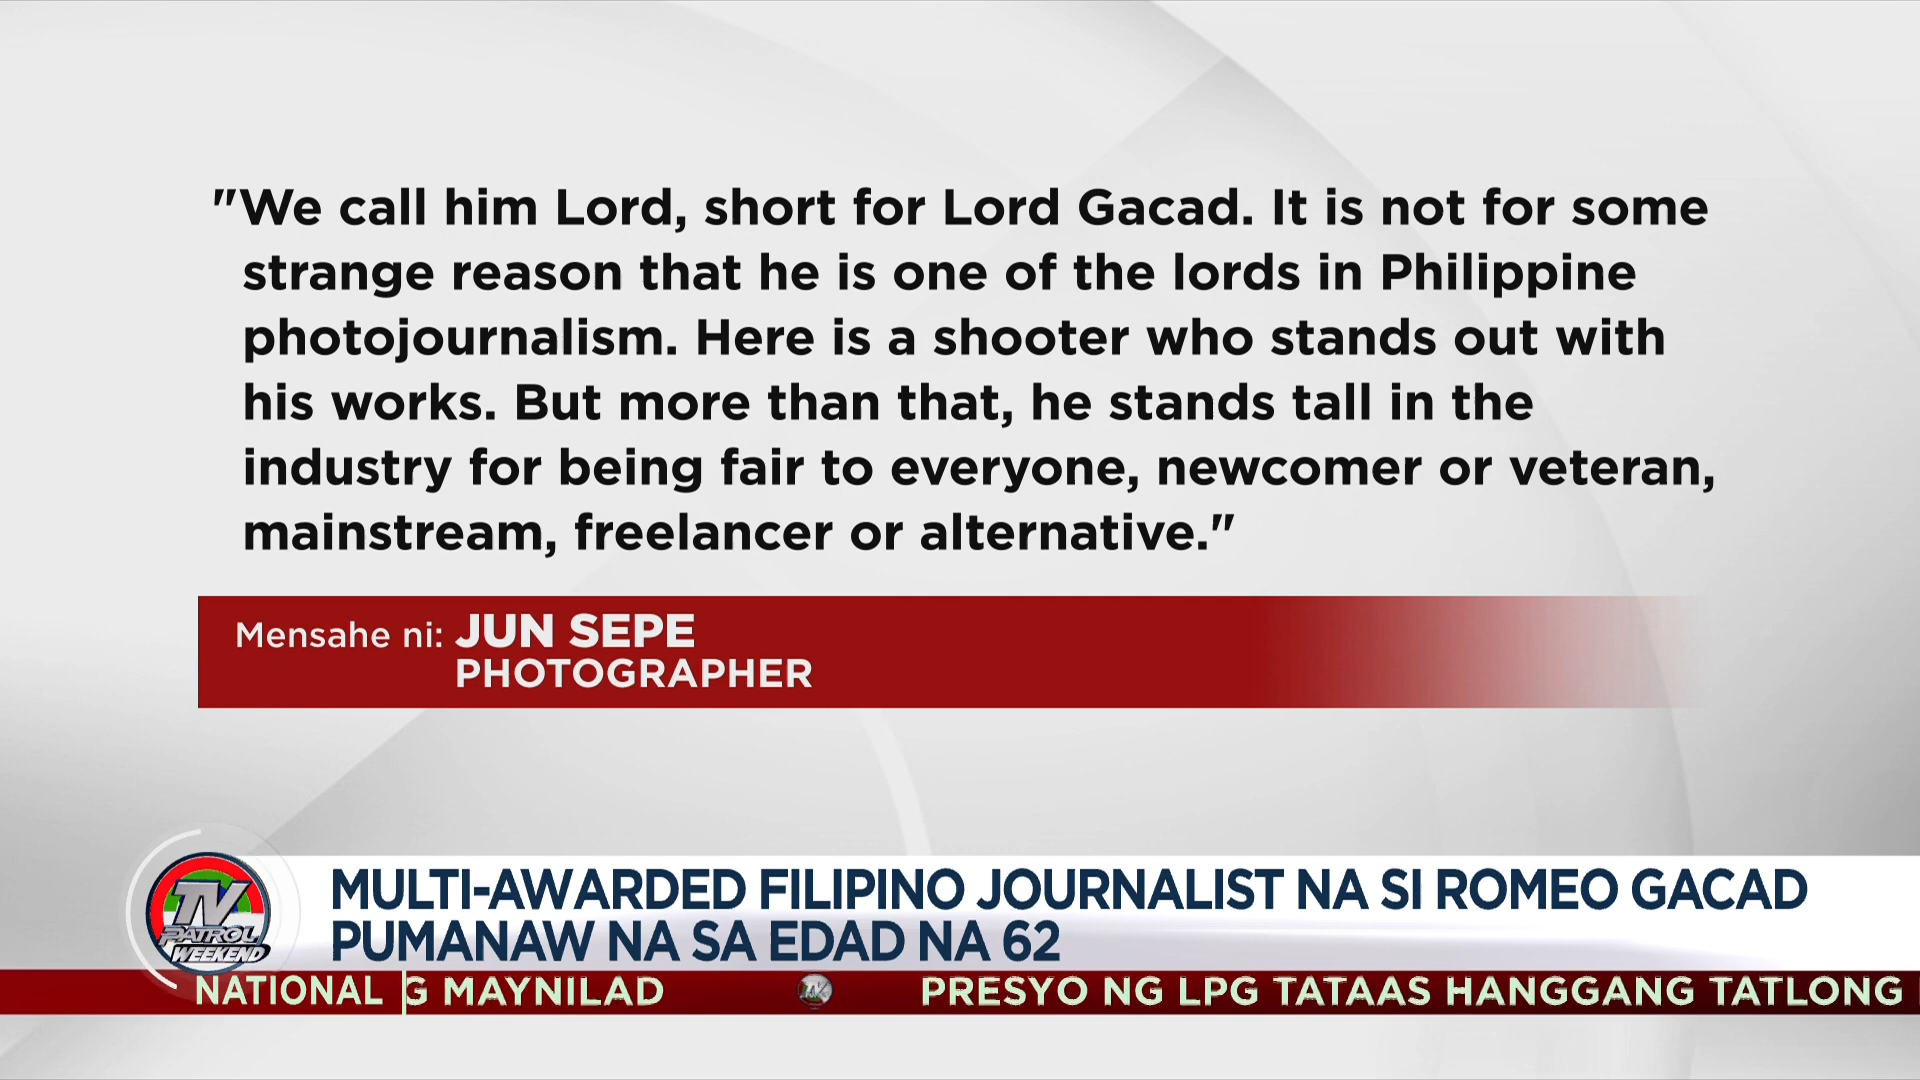 "We call him Lord, short for Lord Gacad. It is not for some
strange reason that he is one of the lords in Philippine
photojournalism. Here is a shooter who stands out with
his works. But more than that, he stands tall in the
industry for being fair to everyone, newcomer or veteran,
mainstream, freelancer or alternative."
Mensahe ni: JUN SEPE
PHOTOGRAPHER
TV
PATROL
WEEKEND
MULTI-AWARDED FILIPINO JOURNALIST NA SI ROMEO GACAD
PUMANAW NA SA EDAD NA 62
NATIONAL G MAYNILAD PRESYO NG LPG TATAAS HANGGANG TATLONG